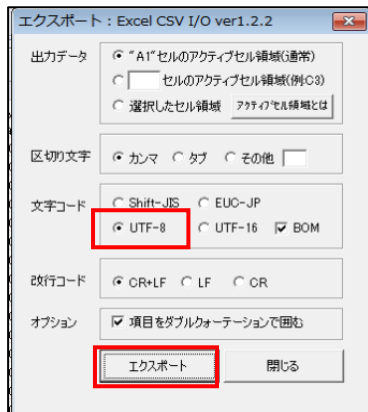 エクスポート：Excel CSV I/O ver1.2.2
出力データ
"A1"セルのアクティブセル領域(通常)
セルのアクティブセル領域(例:C3)
選択したセル領域 アクティブセル領域とは
区切り文字 カンマ タブ その他
文字コード
Shift-JIS EUC-JP
UTF-8 UTF-16 BOM
改行コード CR+LF LF CR
オプション 項目をダブルクォーテーションで囲む
エクスポート 閉じる